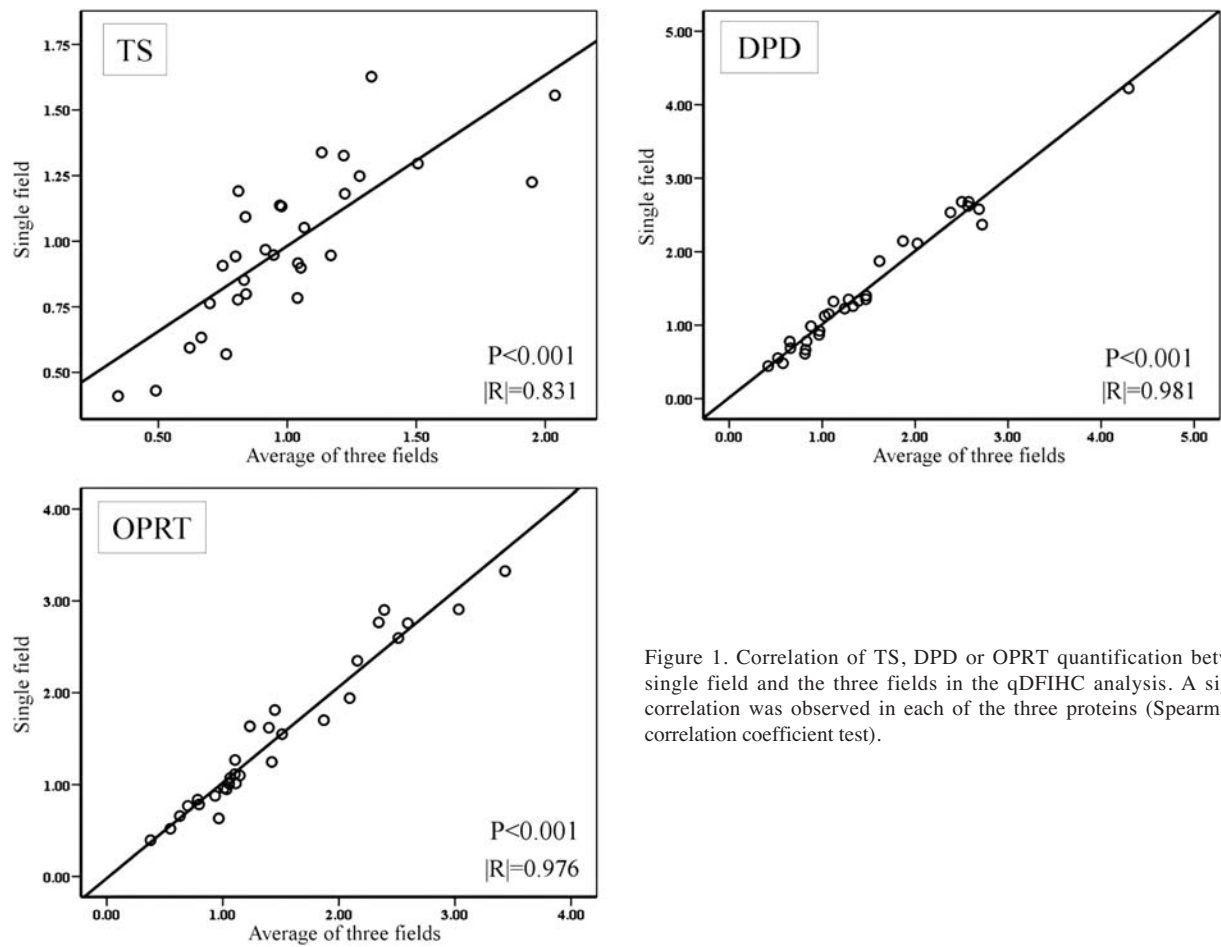 TS
Single field
1.75
1.50
1.25
1.00
0.75
0.50
P<0.001
|R|=0.831
0.50 1.00 1.50 2.00
Average of three fields
DPD
Single field
5.00
4.00
3.00
2.00
1.00
0.00
P<0.001
|R|=0.981
0.00 1.00 2.00 3.00 4.00 5.00
Average of three fields
OPRT
Single field
4.00
3.00
2.00
1.00
0.00
P<0.001
|R|=0.976
0.00 1.00 2.00 3.00 4.00
Average of three fields
Figure 1. Correlation of TS, DPD or OPRT quantification betw
single field and the three fields in the qDFIHC analysis. A si
correlation was observed in each of the three proteins (Spearm
correlation coefficient test).